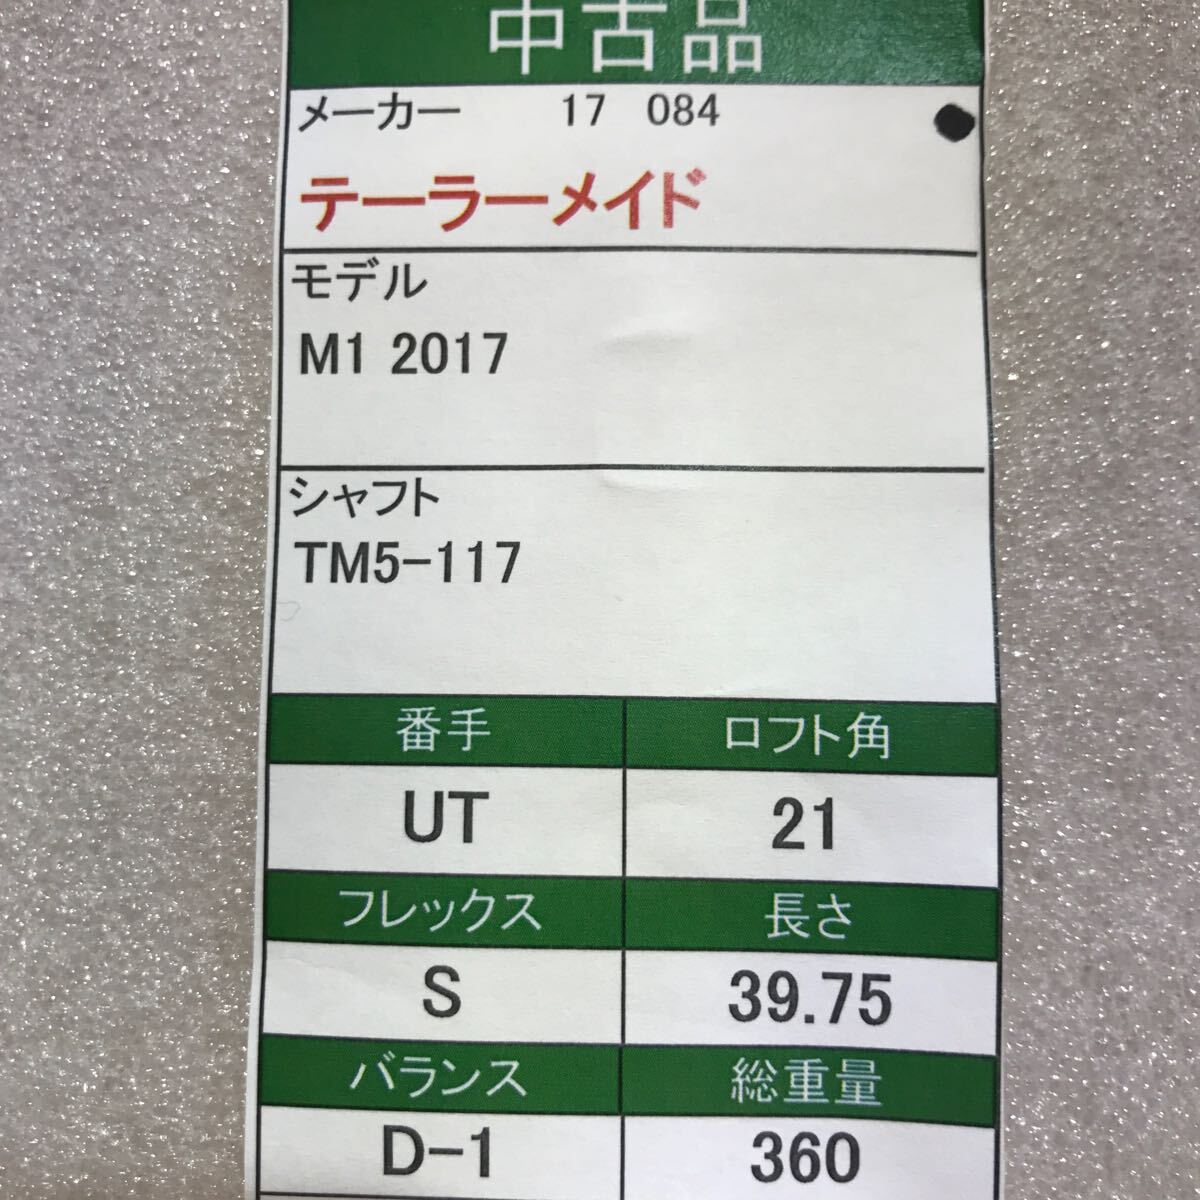 中古品
メーカー 17 084
テーラーメイド
モデル
M1 2017
シャフト
TM5-117
番手 ロフト角
UT 21
フレックス 長さ
S 39.75
バランス 総重量
D-1 360